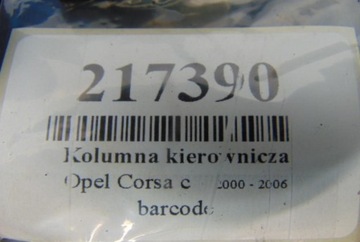 217390
Kolumna kierownicza
Opel Corsa c 2000 - 2006
barcode